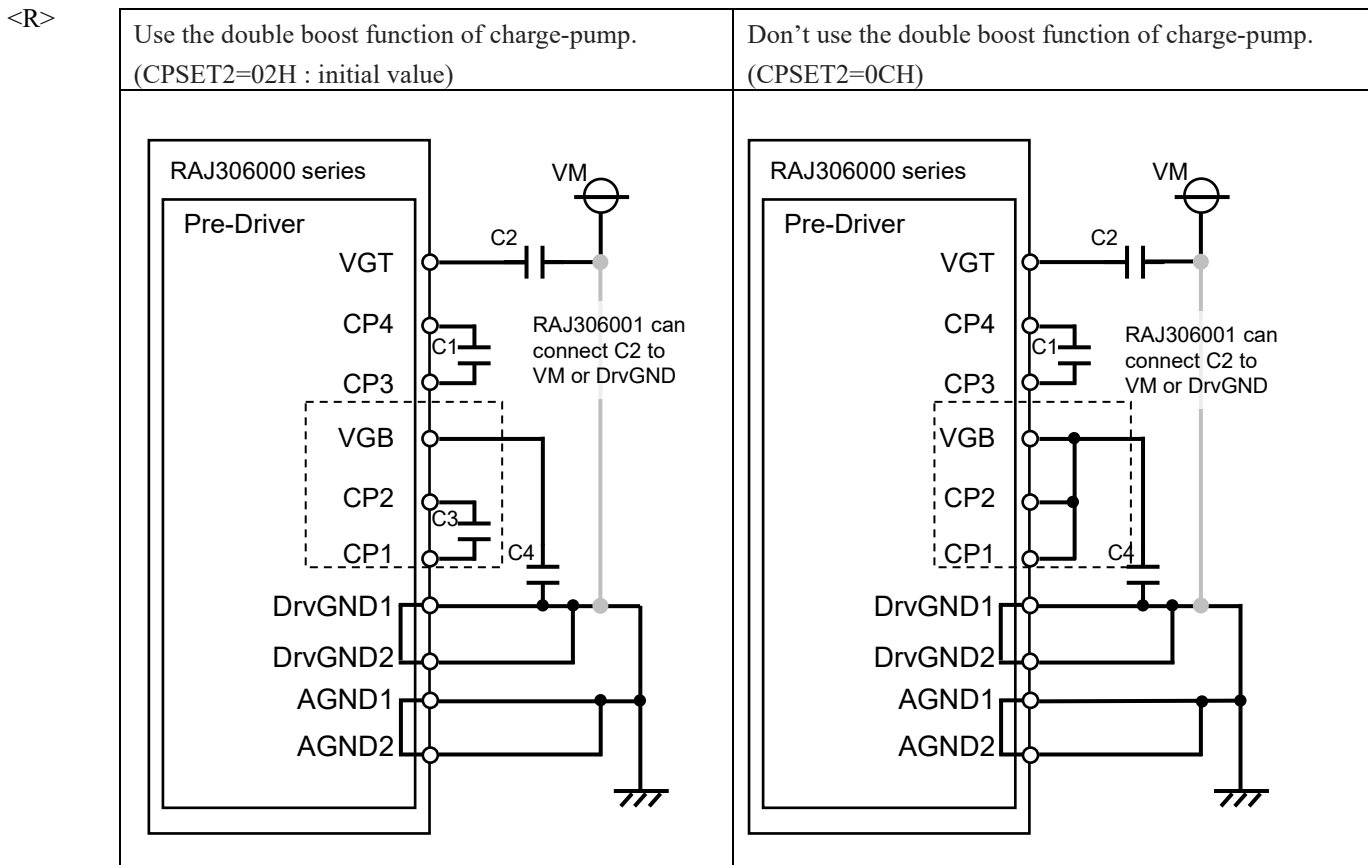 <R>
Use the double boost function of charge-pump.
(CPSET2=02H : initial value)
Don’t use the double boost function of charge-pump.
(CPSET2=0CH)
RAJ306000 series
VM
Pre-Driver
C2
VGT
CP4
C1
RAJ306001 can
connect C2 to
VM or DrvGND
CP3
VGB
CP2
C3
CP1
C4
DrvGND1
DrvGND2
AGND1
AGND2
RAJ306000 series
VM
Pre-Driver
C2
VGT
CP4
C1
RAJ306001 can
connect C2 to
VM or DrvGND
CP3
VGB
CP2
CP1
C4
DrvGND1
DrvGND2
AGND1
AGND2